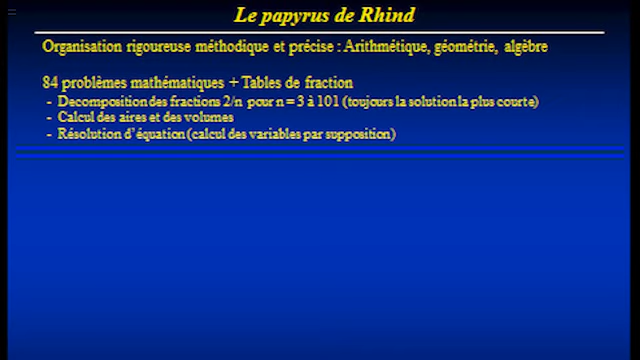 Le papyrus de Rhind
Organisation rigoureuse méthodique et précise : Arithmétique, géométrie, algèbre
84 problèmes mathématiques + Tables de fraction
- Decomposition des fractions 2/n pour n = 3 à 101 (toujours la solution la plus courte)
- Calcul des aires et des volumes
- Résolution d'équation (calcul des variables par supposition)